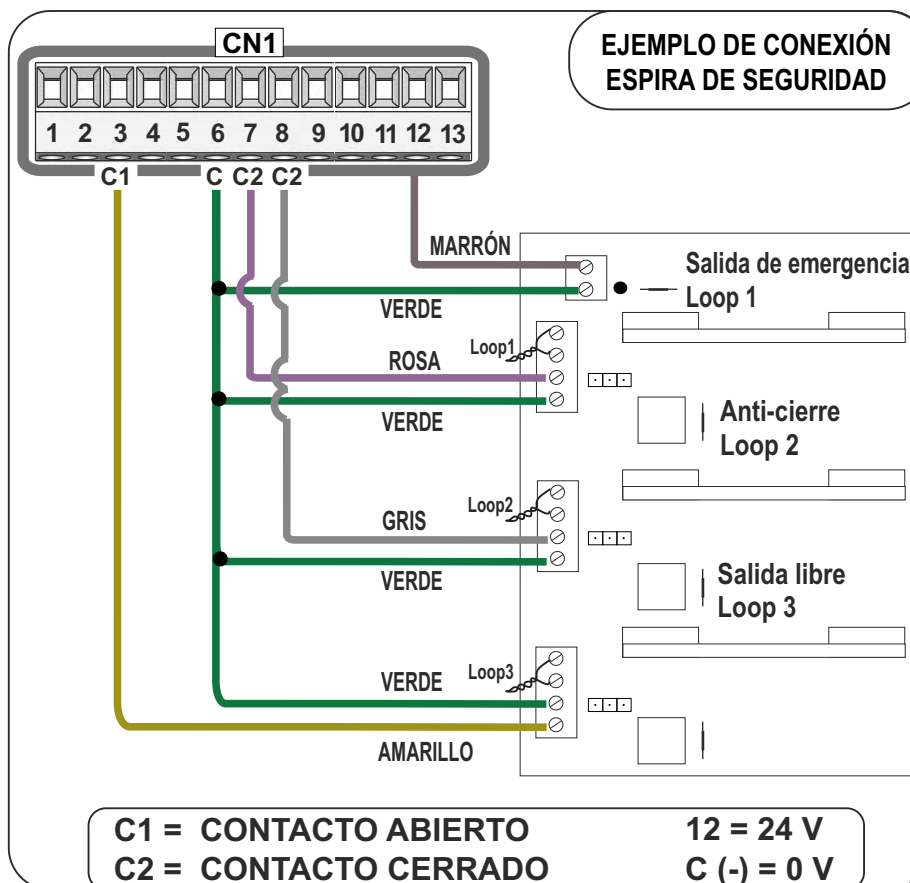 CN1
EJEMPLO DE CONEXIÓN
ESPIRA DE SEGURIDAD
1 2 3 4 5 6 7 8 9 10 11 12 13
C1 C C2 C2
MARRÓN
Salida de emergencia
Loop 1
VERDE
Loop1
ROSA
VERDE
Anti-cierre
Loop 2
Loop2
GRIS
VERDE
Salida libre
Loop 3
Loop3
VERDE
AMARILLO
C1 = CONTACTO ABIERTO 12 = 24 V
C2 = CONTACTO CERRADO C (-) = 0 V